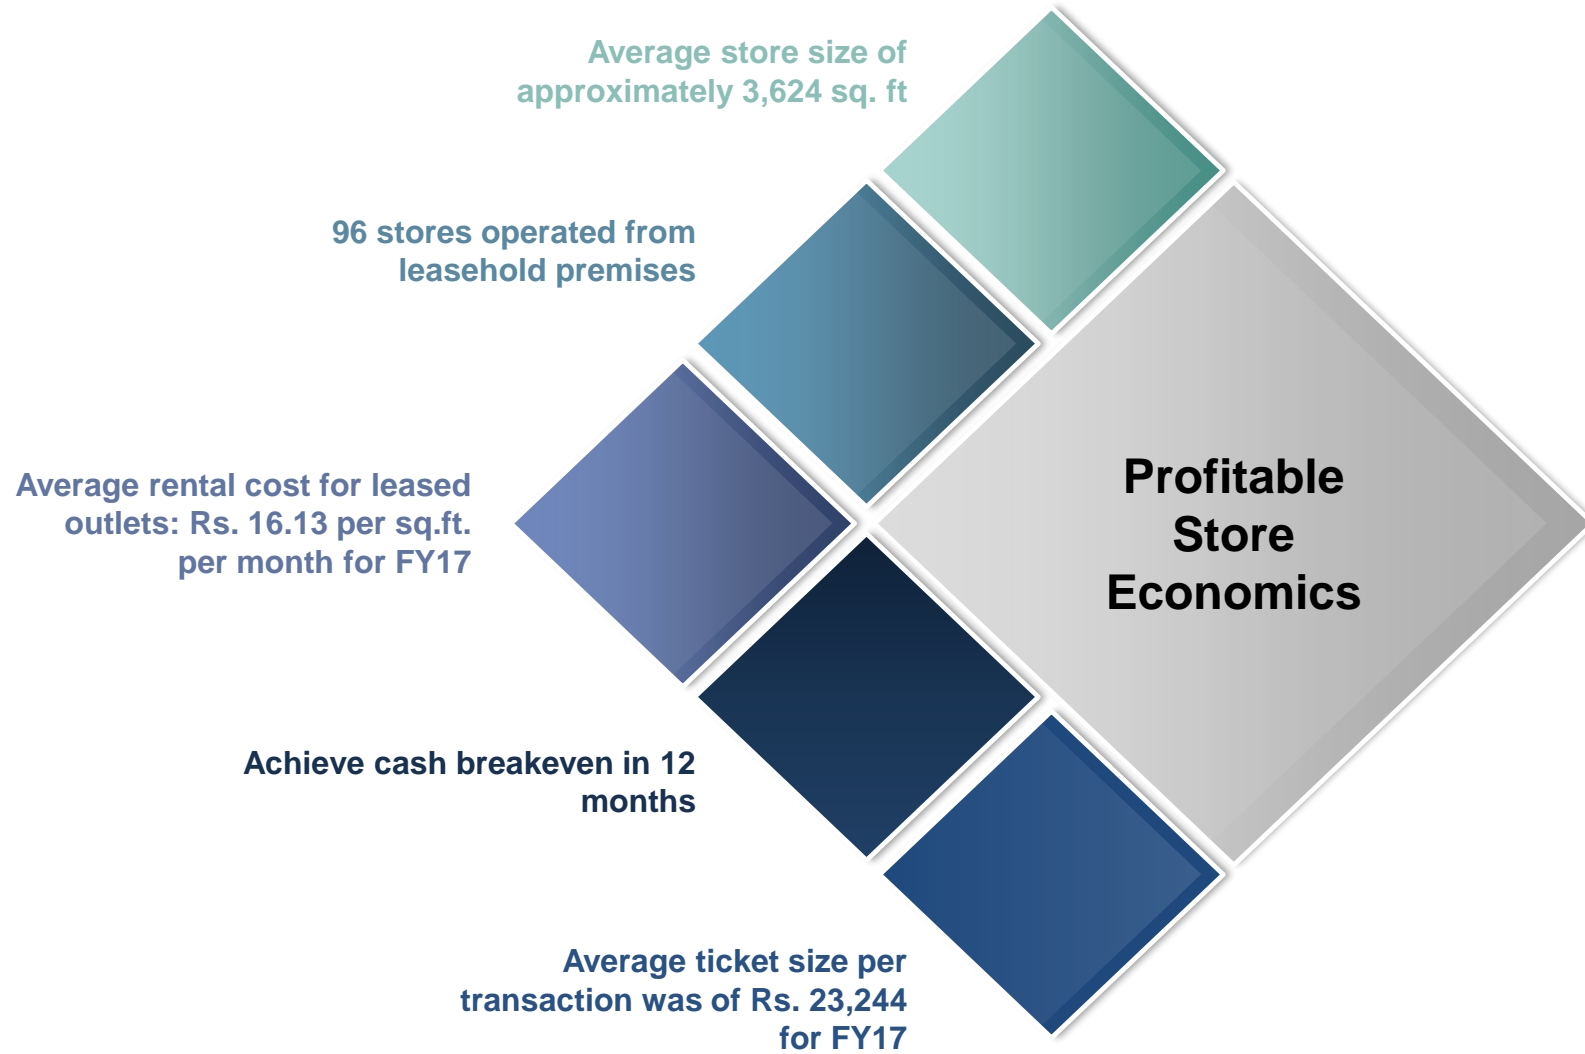 Average store size of
approximately 3,624 sq. ft
96 stores operated from
leasehold premises
Average rental cost for leased
outlets: Rs. 16.13 per sq.ft.
per month for FY17
Profitable
Store
Economics
Achieve cash breakeven in 12
months
Average ticket size per
transaction was of Rs. 23,244
for FY17